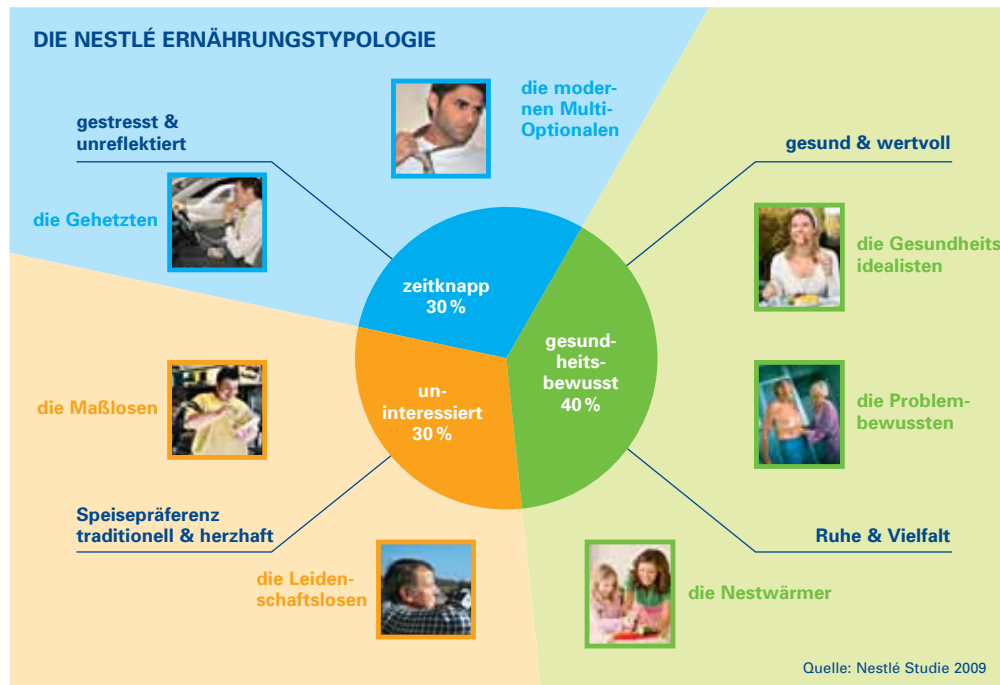 DIE NESTLÉ ERNÄHRUNGSTYPOLOGIE
gestresst &
unreflektiert
die moder-
nen Multi-
Optionalen
gesund & wertvoll
die Gehetzten
die Gesundheits
idealisten
zeitknapp
30 %
gesund-
heits-
bewusst
40 %
un-
interessiert
30 %
die Maßlosen
die Problem-
bewussten
Speisepräferenz
traditionell & herzhaft
Ruhe & Vielfalt
die Leiden-
schaftslosen
die Nestwärmer
Quelle: Nestlé Studie 2009